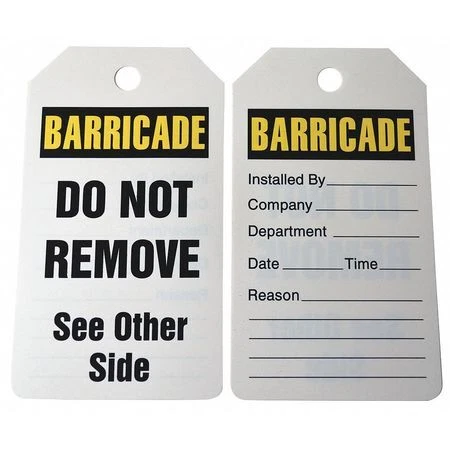 BARRICADE
DO NOT
REMOVE
See Other
Side
BARRICADE
Installed By
Company
Department
Date Time
Reason